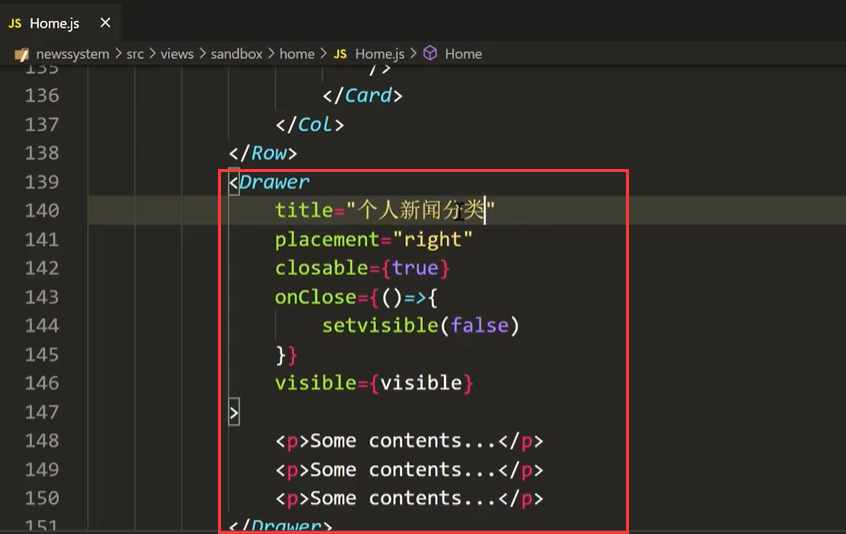 JS Home.js ×
newssystem > src > views > sandbox > home > JS Home.js > Home
135 />
136 </Card>
137 </Col>
138 </Row>
139 <Drawer
140 title="个人新闻分类"
141 placement="right"
142 closable={true}
143 onClose={()=>{
144 setvisible(false)
145 }}
146 visible={visible}
147 >
148 <p>Some contents...</p>
149 <p>Some contents...</p>
150 <p>Some contents...</p>
151 </Drawer>